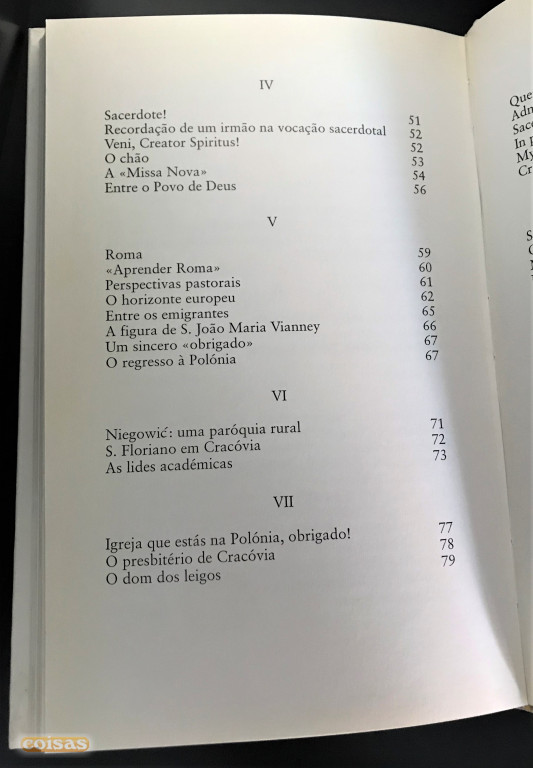 IV
Sacerdote! 51
Recordação de um irmão na vocação sacerdotal 52
Veni, Creator Spiritus! 52
O chão 53
A «Missa Nova» 54
Entre o Povo de Deus 56
V
Roma 59
«Aprender Roma» 60
Perspectivas pastorais 61
O horizonte europeu 62
Entre os emigrantes 65
A figura de S. João Maria Vianney 66
Um sincero «obrigado» 67
O regresso à Polónia 67
VI
Niegowić: uma paróquia rural 71
S. Floriano em Cracóvia 72
As lides académicas 73
VII
Igreja que estás na Polónia, obrigado! 77
O presbitério de Cracóvia 78
O dom dos leigos 79
Que
In
My
coisas